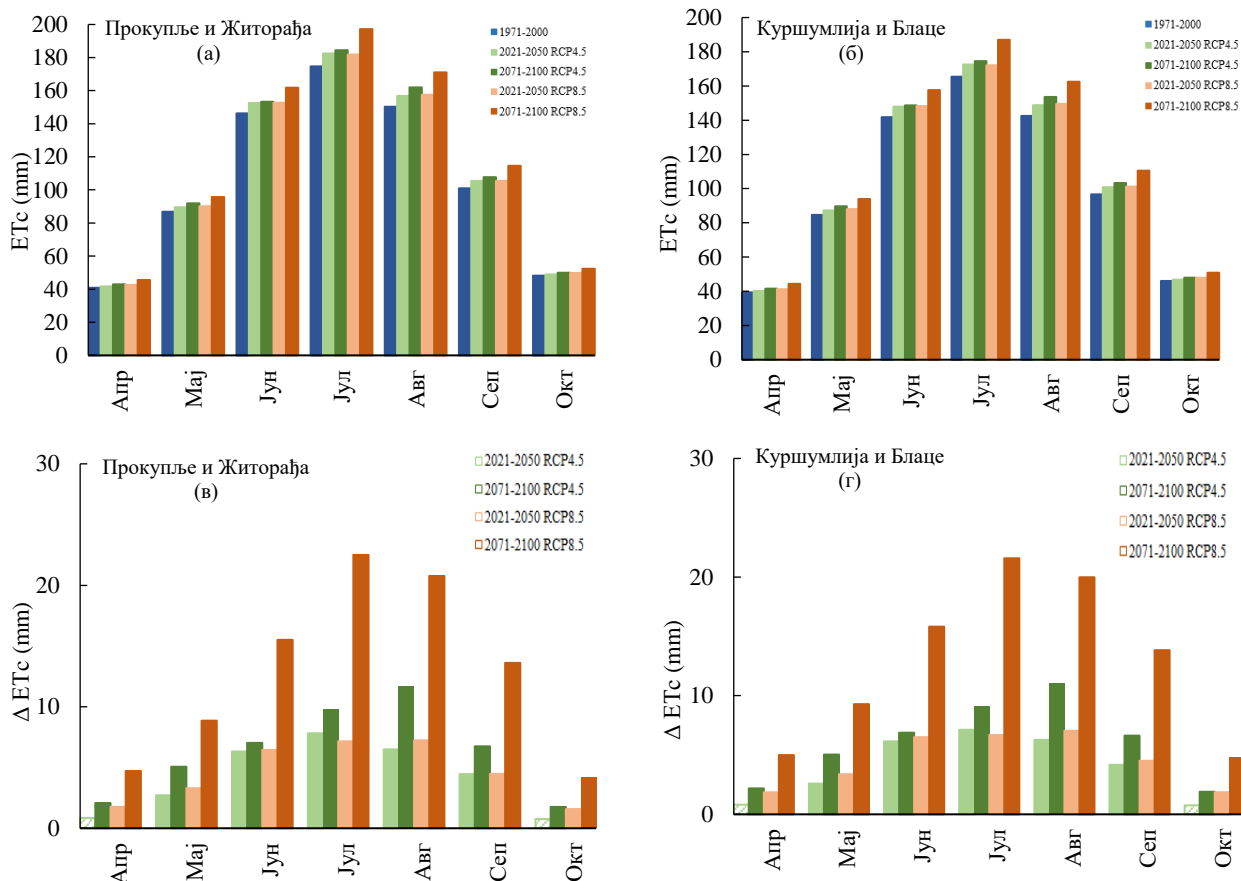 Прокупље и Житорађа
(а)
1971-2000
2021-2050 RCP4.5
2071-2100 RCP4.5
2021-2050 RCP8.5
2071-2100 RCP8.5
ETc (mm)
200
180
160
140
120
100
80
60
40
20
0
Апр
Мај
Јун
Јул
Авг
Сеп
Окт
Куршумлија и Блаце
(б)
1971-2000
2021-2050 RCP4.5
2071-2100 RCP4.5
2021-2050 RCP8.5
2071-2100 RCP8.5
ETc (mm)
200
180
160
140
120
100
80
60
40
20
0
Апр
Мај
Јун
Јул
Авг
Сеп
Окт
Прокупље и Житорађа
(в)
2021-2050 RCP4.5
2071-2100 RCP4.5
2021-2050 RCP8.5
2071-2100 RCP8.5
Δ ETc (mm)
30
20
10
0
Апр
Мај
Јун
Јул
Авг
Сеп
Окт
Куршумлија и Блаце
(г)
2021-2050 RCP4.5
2071-2100 RCP4.5
2021-2050 RCP8.5
2071-2100 RCP8.5
Δ ETc (mm)
30
20
10
0
Апр
Мај
Јун
Јул
Авг
Сеп
Окт